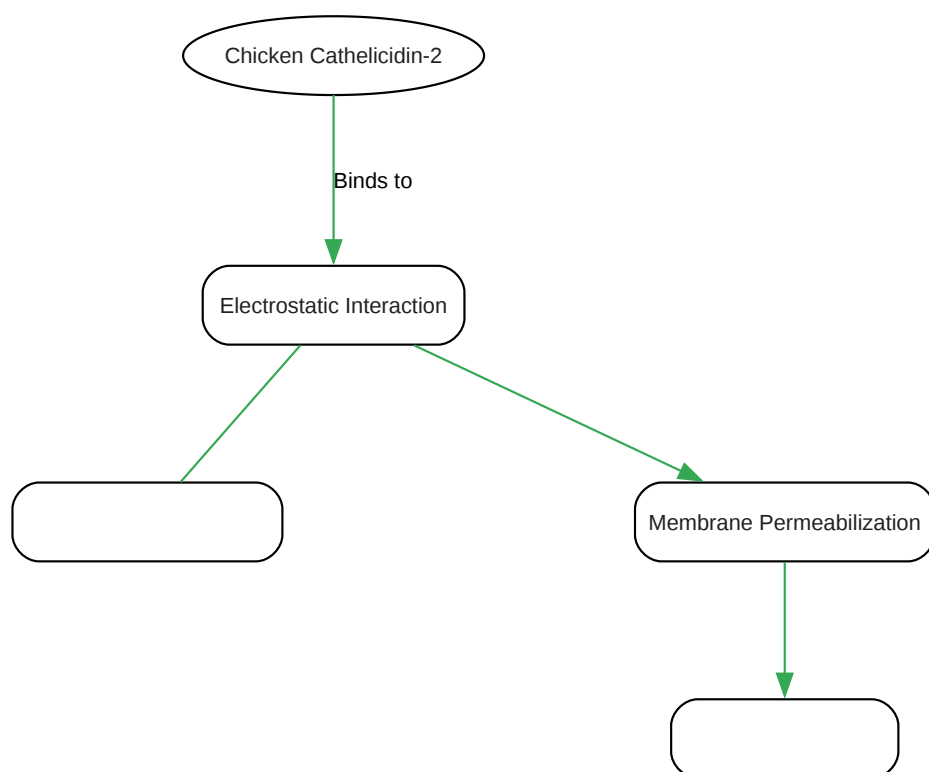 Chicken Cathelicidin-2
Binds to
Electrostatic Interaction
Membrane Permeabilization